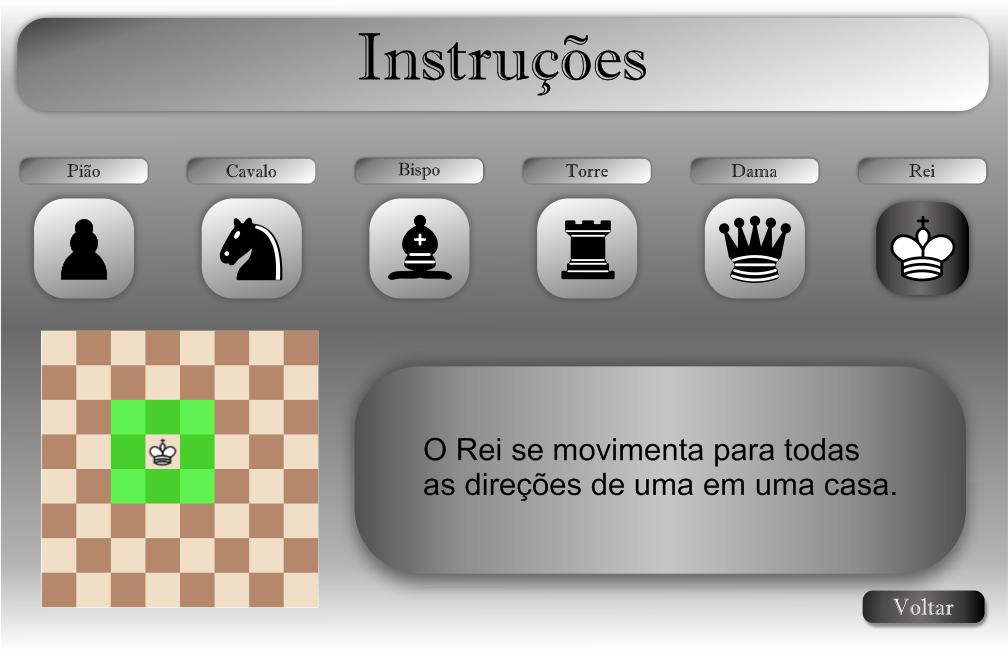 Instruções
Pião
Cavalo
Bispo
Torre
Dama
Rei
O Rei se movimenta para todas
as direções de uma em uma casa.
Voltar